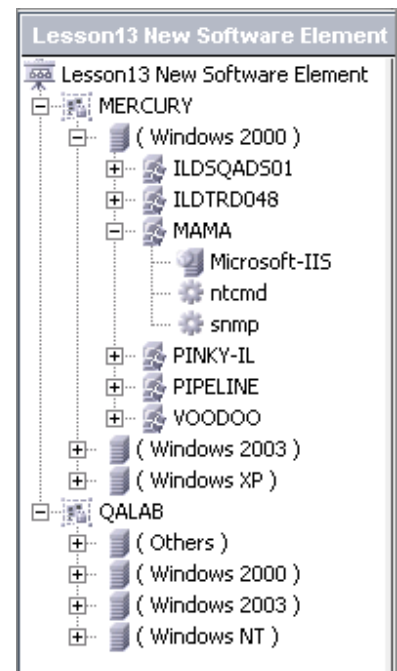 Lesson13 New Software Element
Lesson13 New Software Element
MERCURY
( Windows 2000 )
ILDSQADS01
ILDTRD048
MAMA
Microsoft-IIS
ntcmd
snmp
PINKY-IL
PIPELINE
VOODOO
( Windows 2003 )
( Windows XP )
QALAB
( Others )
( Windows 2000 )
( Windows 2003 )
( Windows NT )